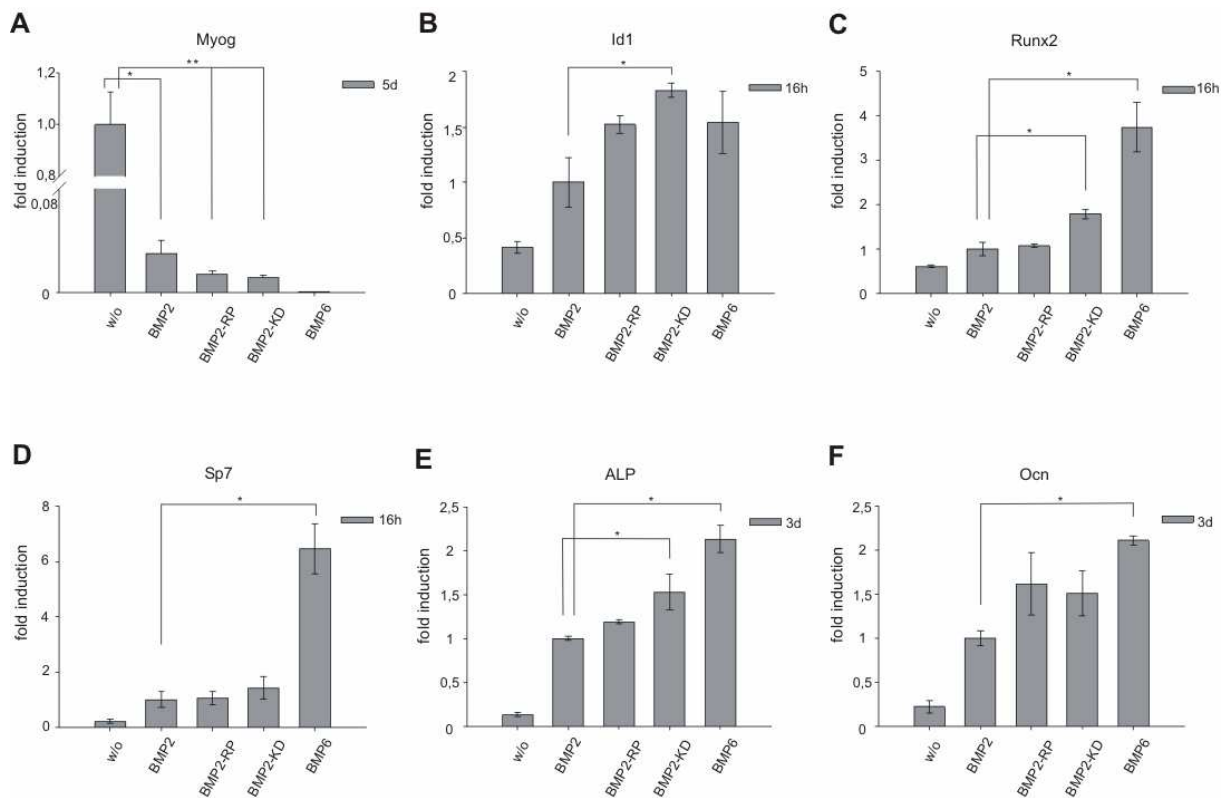 A
Myog
** 
*
5d
fold induction
1,2
1,0
0,8
0,08
0
w/o
BMP2
BMP2-RP
BMP2-KD
BMP6
B
Id1
*
16h
fold induction
2
1,5
1
0,5
0
w/o
BMP2
BMP2-RP
BMP2-KD
BMP6
C
Runx2
*
*
16h
fold induction
5
4
3
2
1
0
w/o
BMP2
BMP2-RP
BMP2-KD
BMP6
D
Sp7
*
16h
fold induction
8
6
4
2
0
w/o
BMP2
BMP2-RP
BMP2-KD
BMP6
E
ALP
*
*
3d
fold induction
2,5
2
1,5
1
0,5
0
w/o
BMP2
BMP2-RP
BMP2-KD
BMP6
F
Ocn
*
3d
fold induction
2,5
2
1,5
1
0,5
0
w/o
BMP2
BMP2-RP
BMP2-KD
BMP6